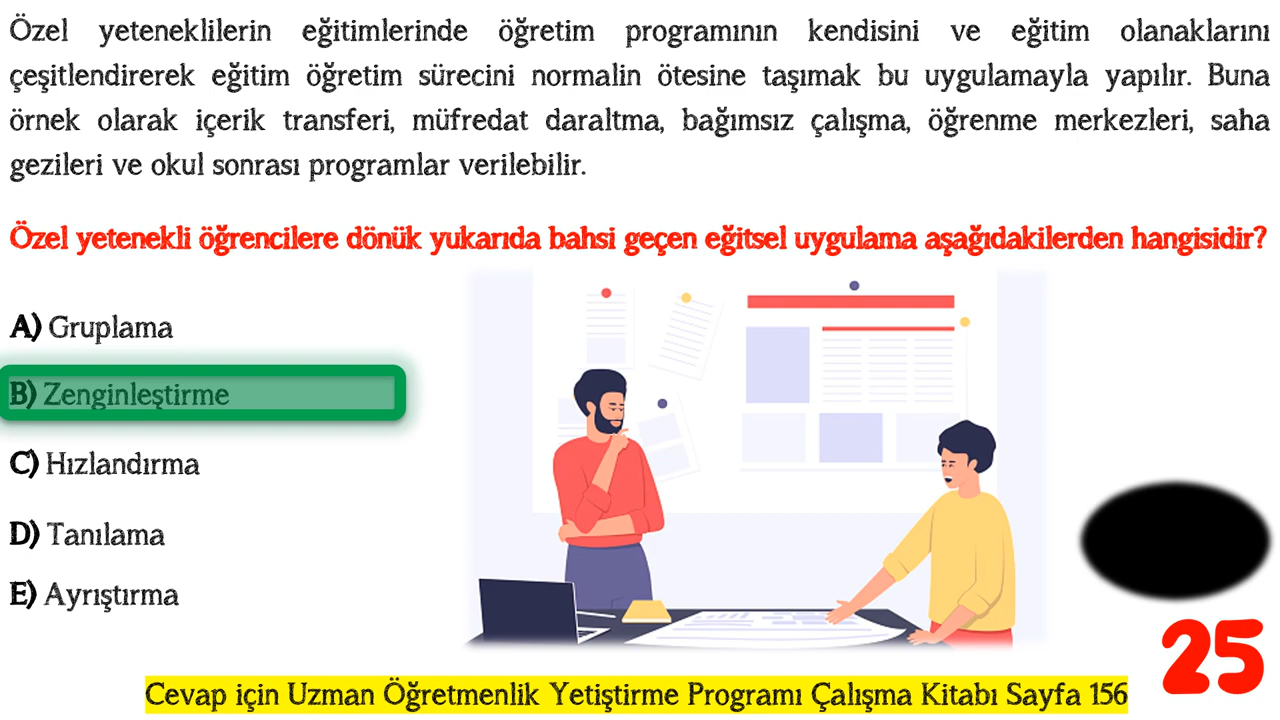 Özel yeteneklilerin eğitimlerinde öğretim programının kendisini ve eğitim olanaklarını
çeşitlendirerek eğitim öğretim sürecini normalin ötesine taşımak bu uygulamayla yapılır. Buna
örnek olarak içerik transferi, müfredat daraltma, bağımsız çalışma, öğrenme merkezleri, saha
gezileri ve okul sonrası programlar verilebilir.
Özel yetenekli öğrencilere dönük yukarıda bahsi geçen eğitsel uygulama aşağıdakilerden hangisidir?
A) Gruplama
B) Zenginleştirme
C) Hızlandırma
D) Tanılama
E) Ayrıştırma
25
Cevap için Uzman Öğretmenlik Yetiştirme Programı Çalışma Kitabı Sayfa 156